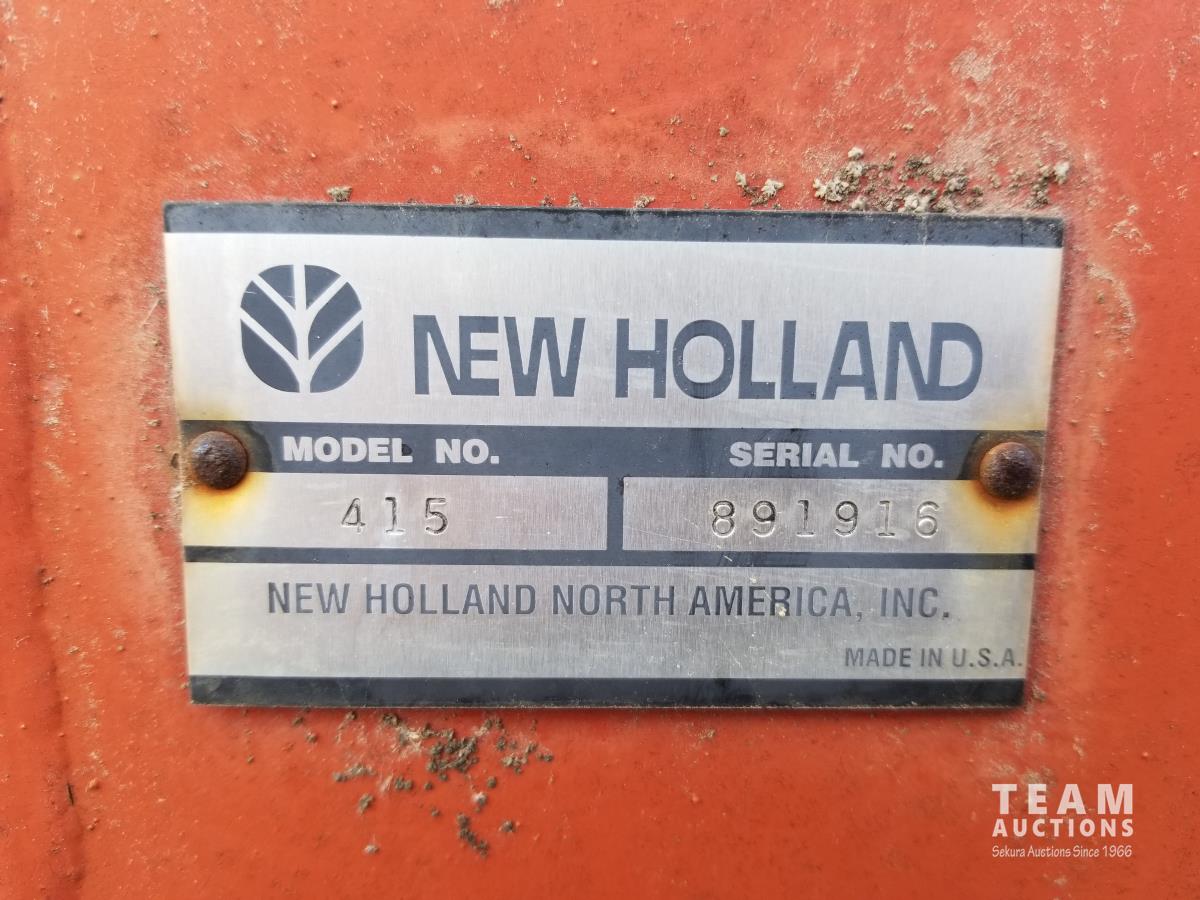 NEW HOLLAND
MODEL NO. SERIAL NO.
415 891916
NEW HOLLAND NORTH AMERICA, INC.
MADE IN U.S.A.
TEAM
AUCTIONS
Sekura Auctions Since 1966